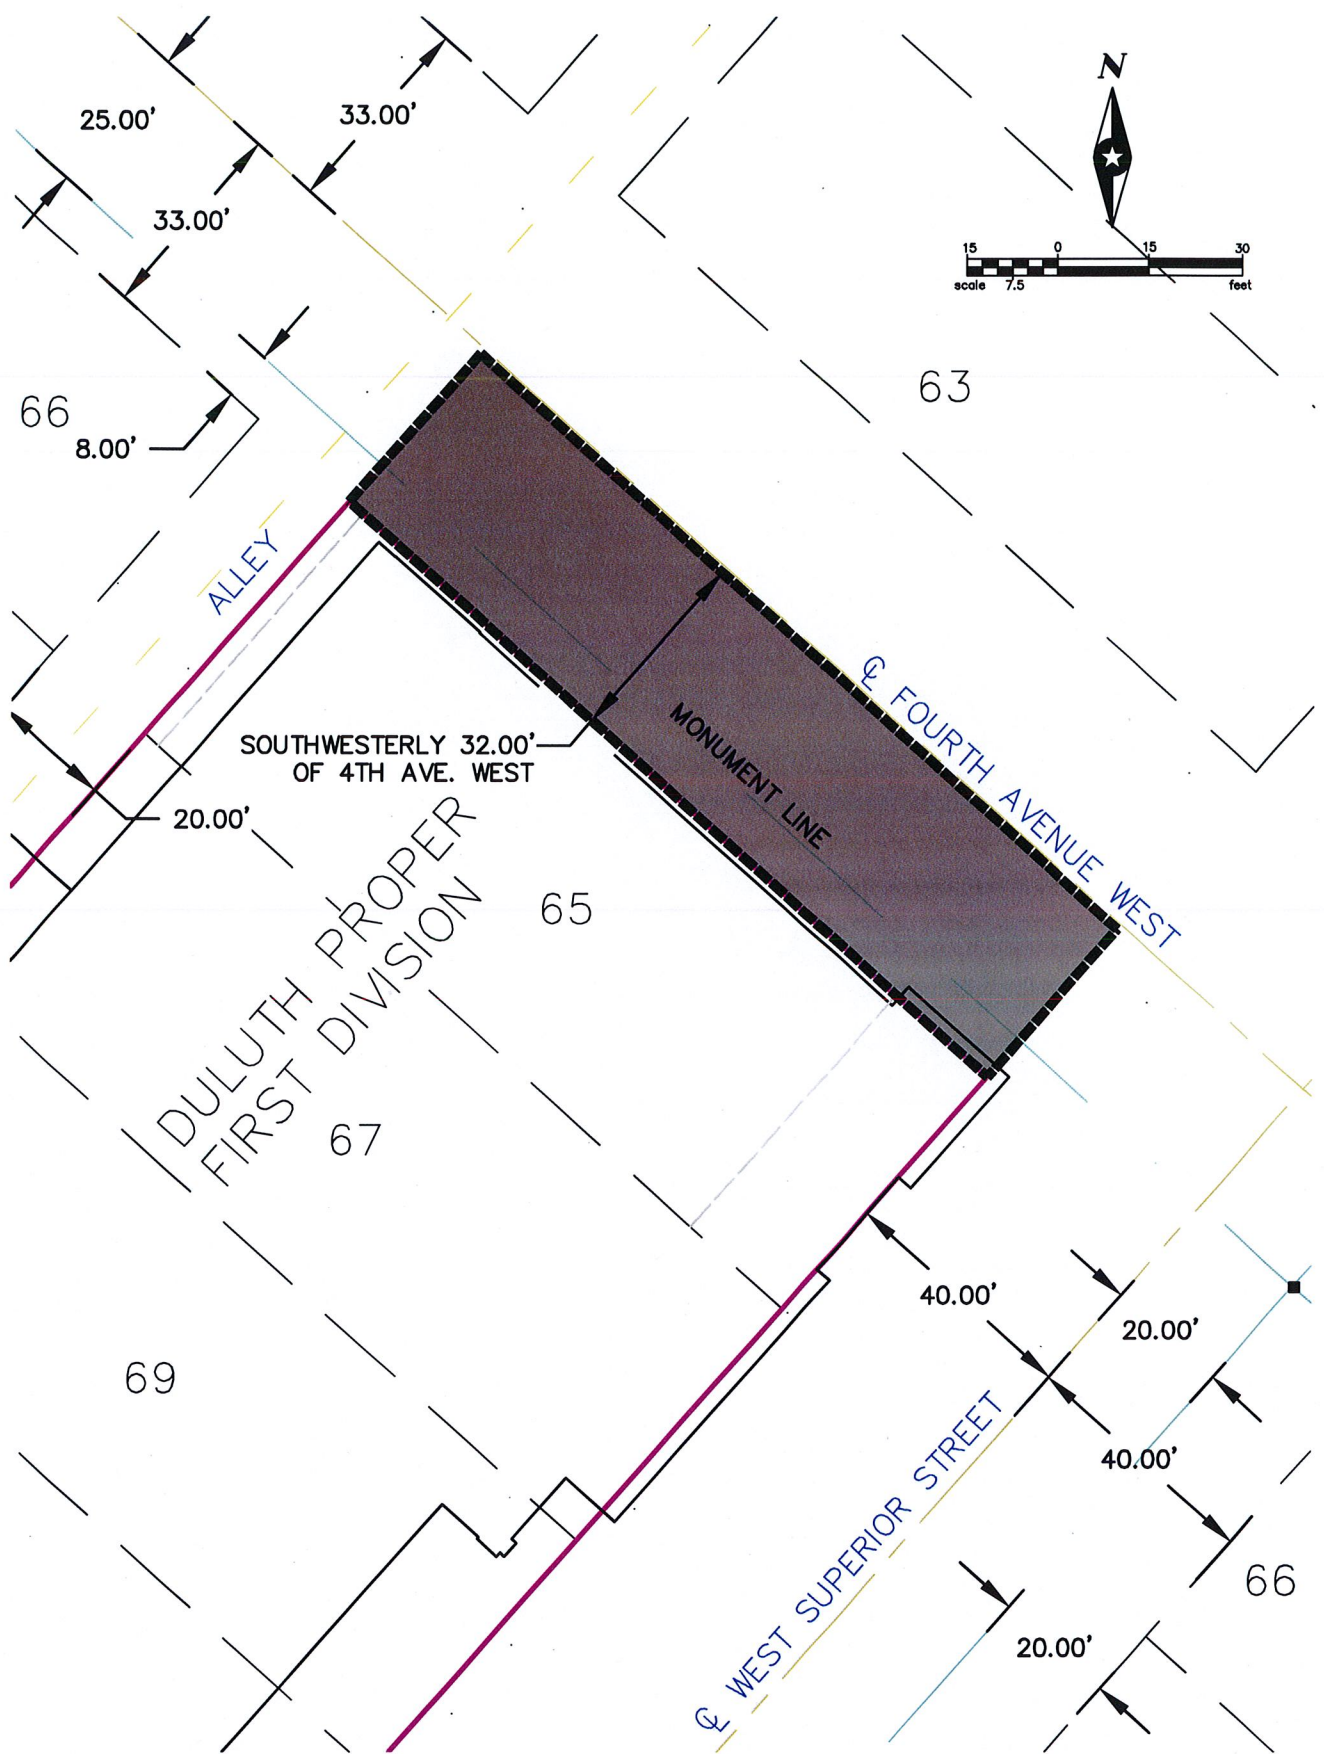 25.00'
33.00'
N
33.00'
15 0 15 30
scale 7.5 feet
63
66
8.00'
ALLEY
℄ FOURTH AVENUE WEST
MONUMENT LINE
SOUTHWESTERLY 32.00'
OF 4TH AVE. WEST
20.00'
65
DULUTH PROPER
FIRST DIVISION
67
40.00'
20.00'
69
40.00'
℄ WEST SUPERIOR STREET
66
20.00'